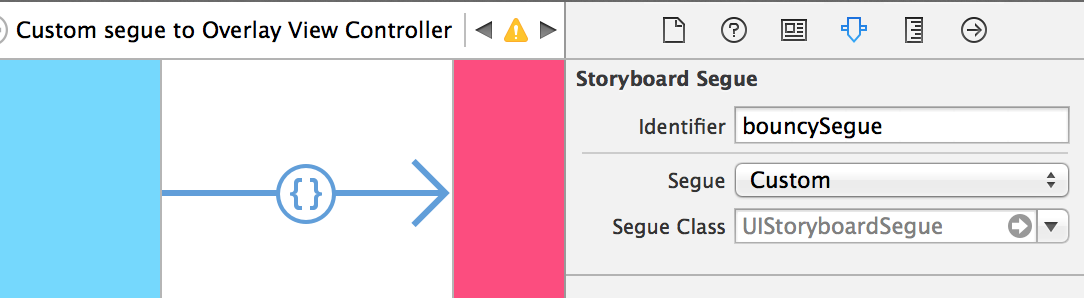 Custom segue to Overlay View Controller
Storyboard Segue
Identifier bouncySegue
{}
Segue Custom
Segue Class UIStoryboardSegue